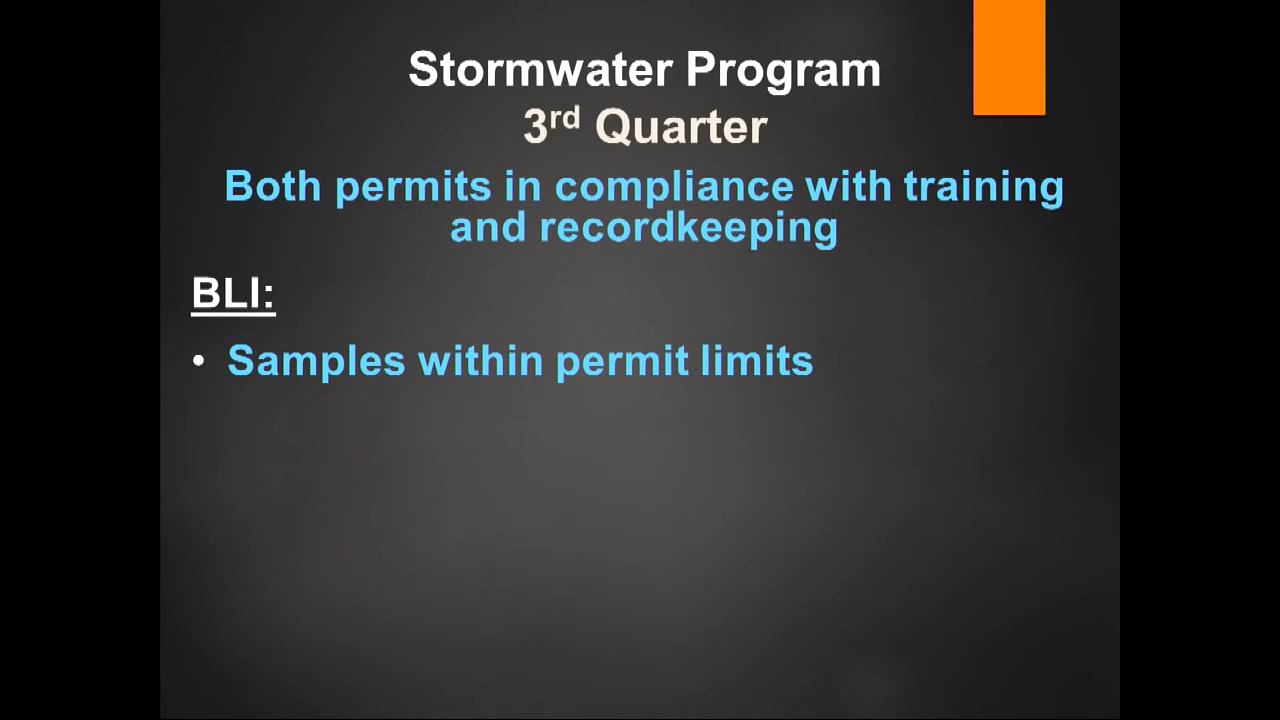 Stormwater Program
3rd Quarter
Both permits in compliance with training
and recordkeeping
BLI:
• Samples within permit limits